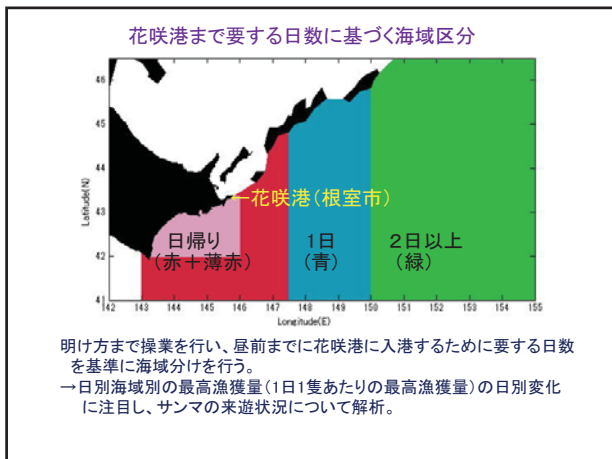 花咲港まで要する日数に基づく海域区分
46
45
44
43
42
41
Latitude(N)
←花咲港(根室市)
日帰り
(赤+薄赤)
1日
(青)
2日以上
(緑)
142 143 144 145 146 147 148 149 150 151 152 153 154 155
Longitude(E)
明け方まで操業を行い、昼前までに花咲港に入港するために要する日数
を基準に海域分けを行う。
→日別海域別の最高漁獲量(1日1隻あたりの最高漁獲量)の日別変化
に注目し、サンマの来遊状況について解析。